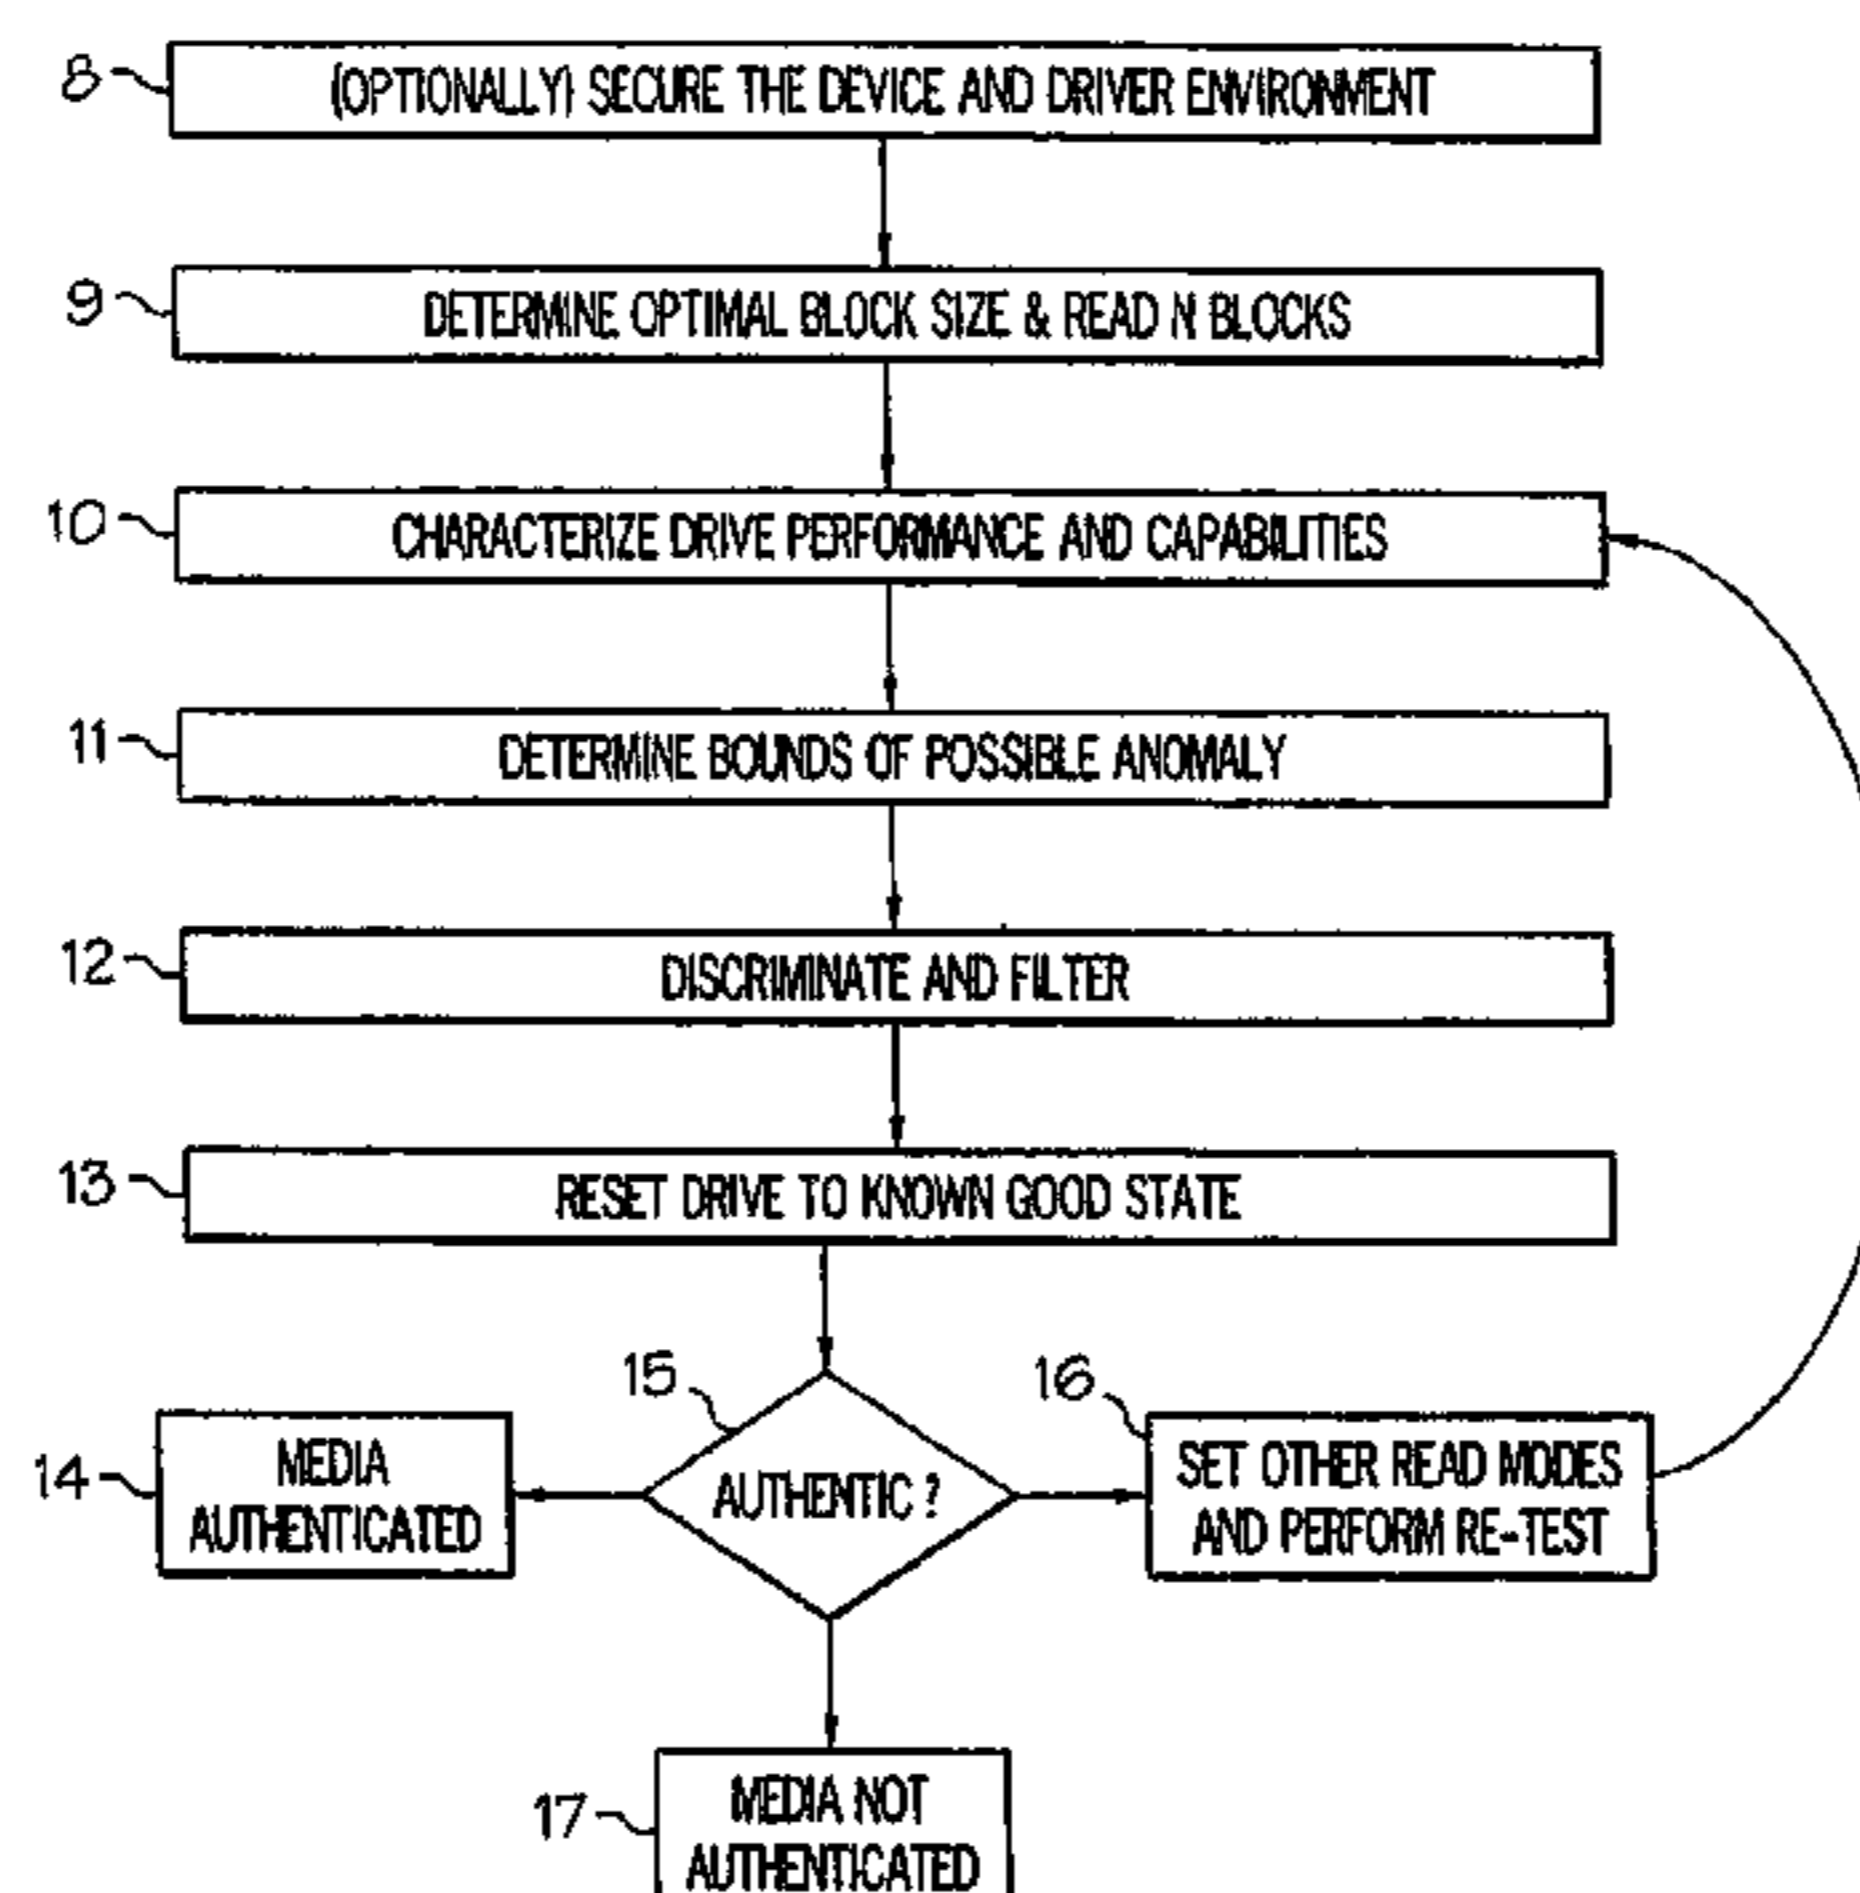 8 (OPTIONALLY) SECURE THE DEVICE AND DRIVER ENVIRONMENT
9 DETERMINE OPTIMAL BLOCK SIZE & READ N BLOCKS
10 CHARACTERIZE DRIVE PERFORMANCE AND CAPABILITIES
11 DETERMINE BOUNDS OF POSSIBLE ANOMALY
12 DISCRIMINATE AND FILTER
13 RESET DRIVE TO KNOWN GOOD STATE
14 MEDIA
AUTHENTICATED
15 AUTHENTIC ?
16 SET OTHER READ MODES
AND PERFORM RE-TEST
17 MEDIA NOT
AUTHENTICATED